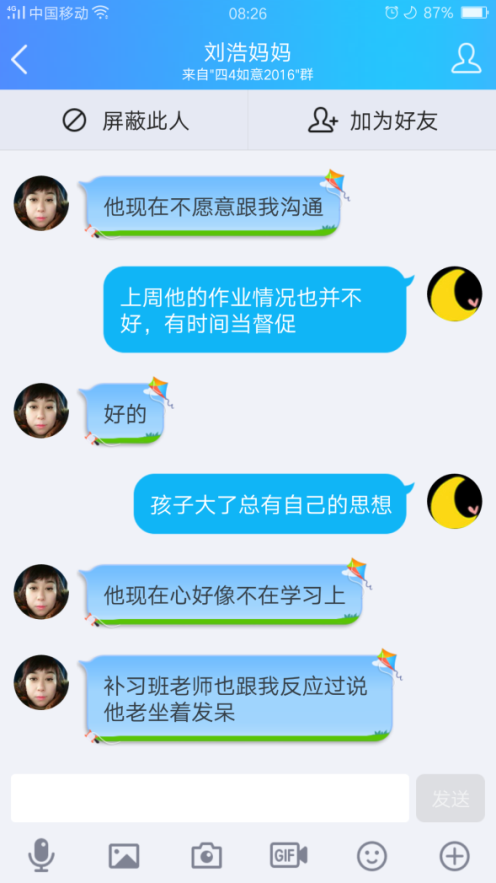 4G 中国移动 08:26 87%
刘浩妈妈
来自"四4如意2016"群
屏蔽此人 加为好友
他现在不愿意跟我沟通
上周他的作业情况也并不
好，有时间当督促
好的
孩子大了总有自己的思想
他现在心好像不在学习上
补习班老师也跟我反应过说
他老坐着发呆
发送
GIF